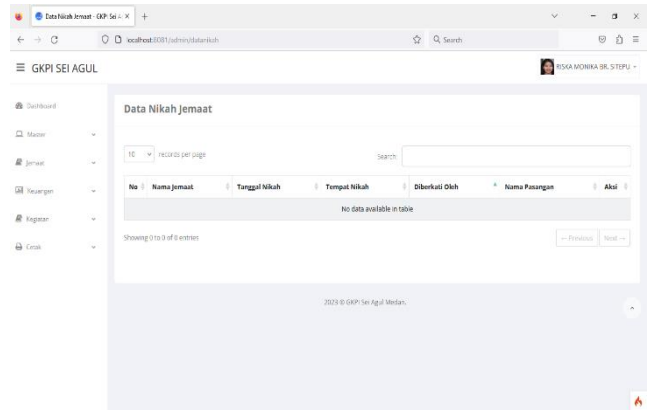 Data Nikah Jemaat - GKPI Sei A
localhost:8081/admin/datanikah
Search
GKPI SEI AGUL
RISKA MONIKA BR. SITEPU
Dashboard
Master
Jemaat
Keuangan
Kegiatan
Cetak
Data Nikah Jemaat
10 records per page
Search:
No Nama Jemaat Tanggal Nikah Tempat Nikah Diberkati Oleh Nama Pasangan Aksi
No data available in table
Showing 0 to 0 of 0 entries
← Previous Next →
2023 © GKPI Sei Agul Medan.